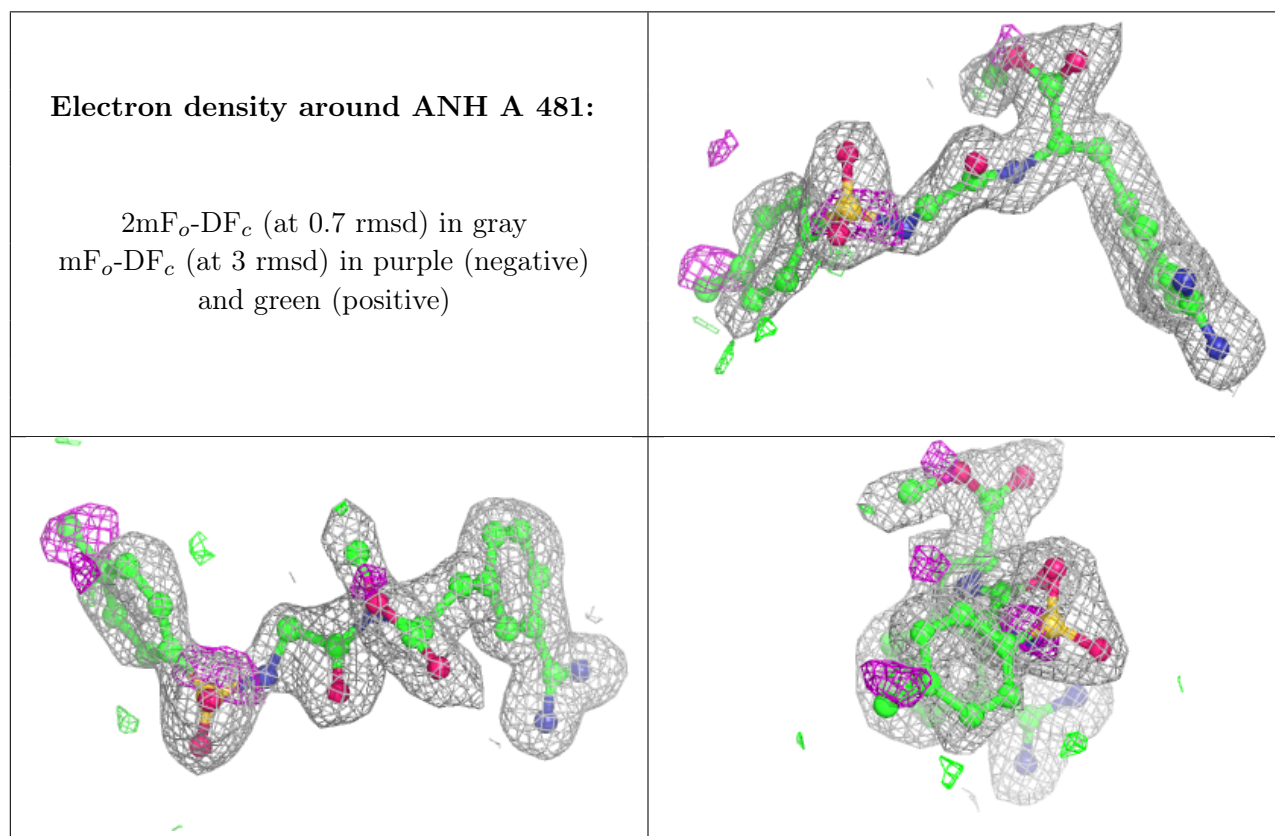 Electron density around ANH A 481:
2mFₒ-DF𝒸 (at 0.7 rmsd) in gray
mFₒ-DF𝒸 (at 3 rmsd) in purple (negative)
and green (positive)